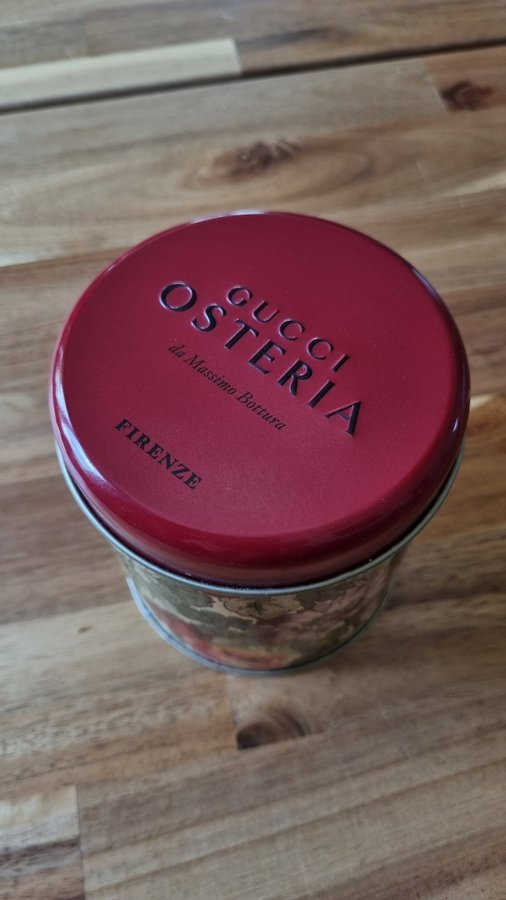 GUCCI
OSTERIA
da Massimo Bottura
FIRENZE